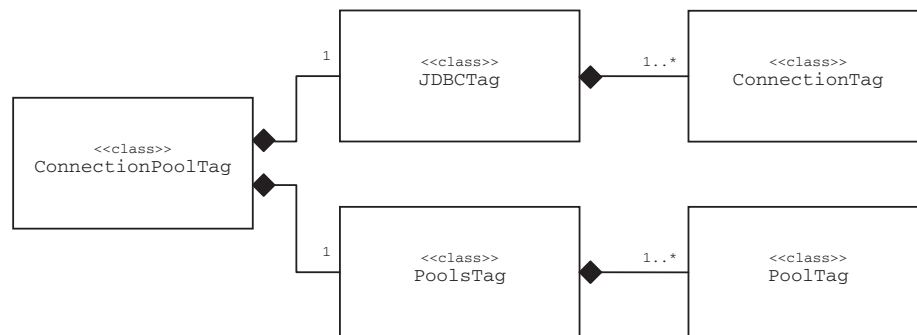 1
<<class>>
JDBCTag
1..*
<<class>>
ConnectionTag
<<class>>
ConnectionPoolTag
1
<<class>>
PoolsTag
1..*
<<class>>
PoolTag